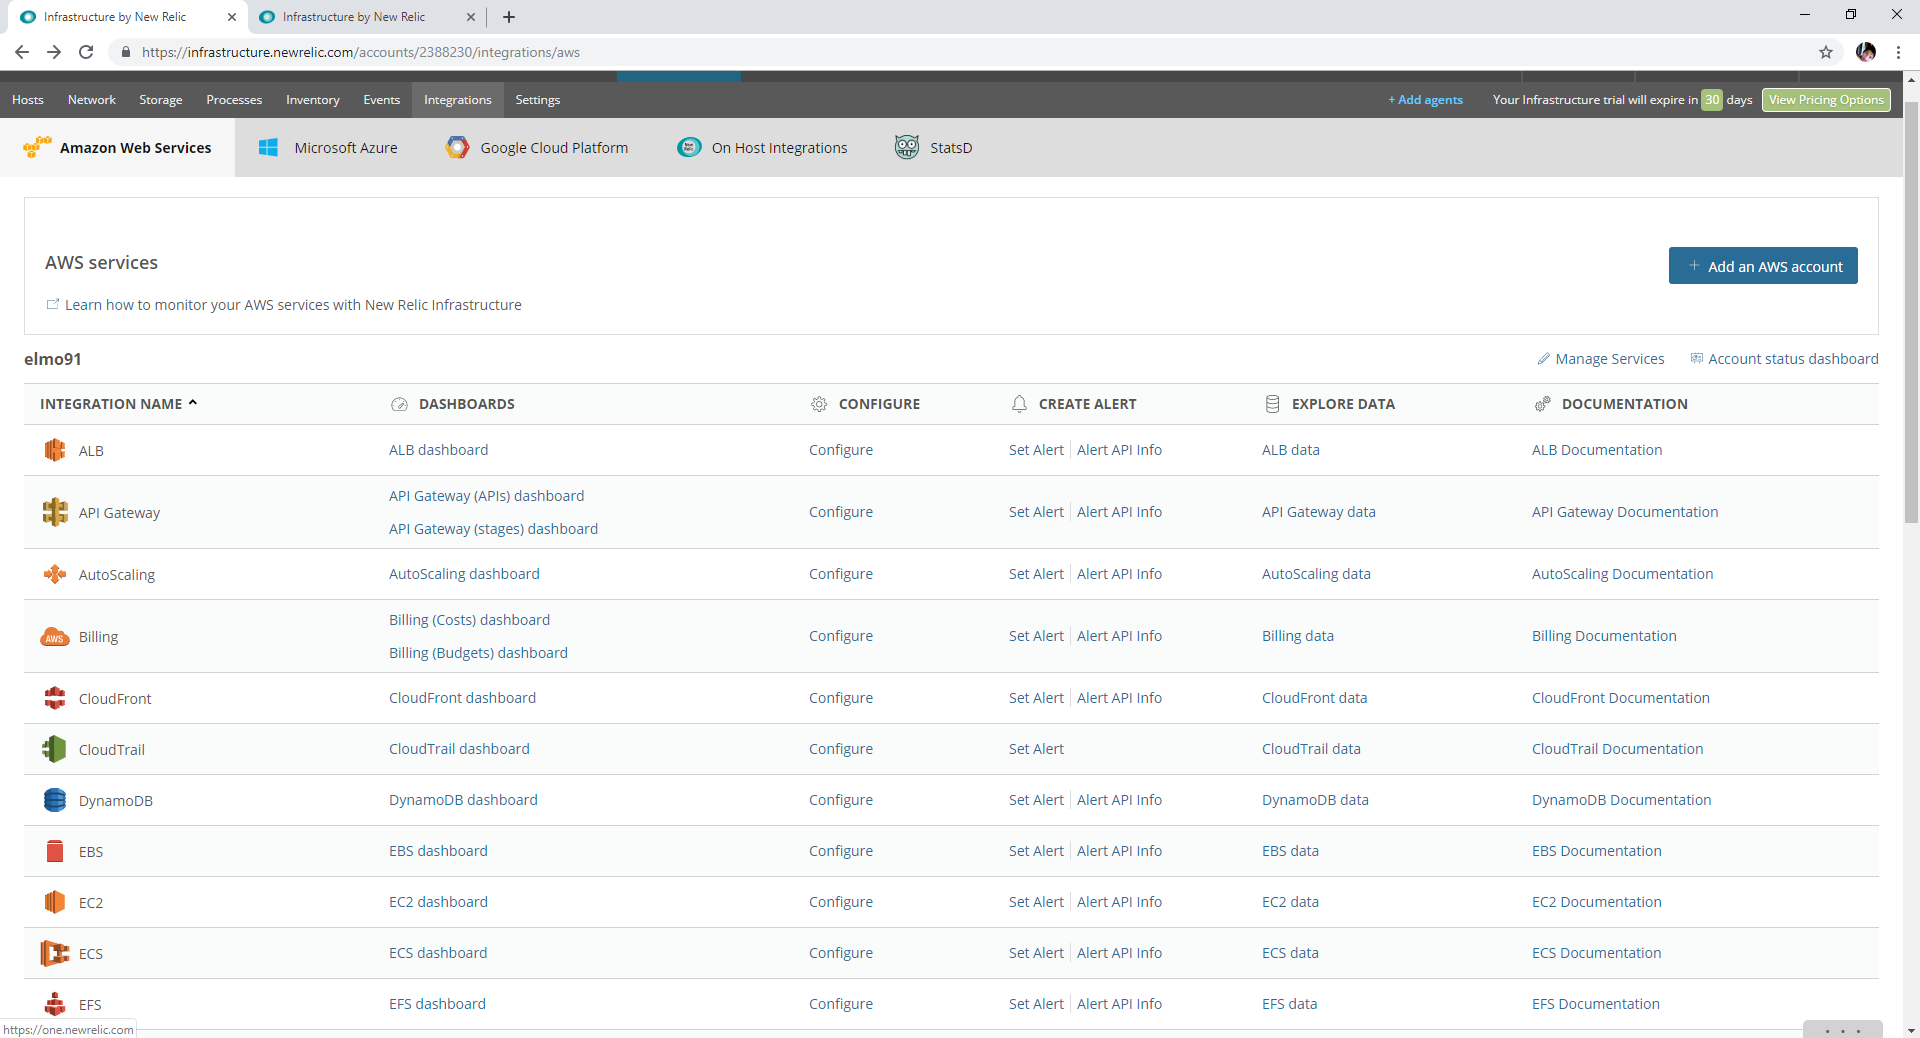 Infrastructure by New Relic
Infrastructure by New Relic
https://infrastructure.newrelic.com/accounts/2388230/integrations/aws
Hosts Network Storage Processes Inventory Events Integrations Settings + Add agents Your Infrastructure trial will expire in 30 days View Pricing Options
Amazon Web Services Microsoft Azure Google Cloud Platform On Host Integrations StatsD
AWS services
+ Add an AWS account
Learn how to monitor your AWS services with New Relic Infrastructure
elmo91 Manage Services Account status dashboard
INTEGRATION NAME DASHBOARDS CONFIGURE CREATE ALERT EXPLORE DATA DOCUMENTATION
ALB ALB dashboard Configure Set Alert Alert API Info ALB data ALB Documentation
API Gateway API Gateway (APIs) dashboard Configure Set Alert Alert API Info API Gateway data API Gateway Documentation
API Gateway (stages) dashboard
AutoScaling AutoScaling dashboard Configure Set Alert Alert API Info AutoScaling data AutoScaling Documentation
AWS Billing Billing (Costs) dashboard Configure Set Alert Alert API Info Billing data Billing Documentation
Billing (Budgets) dashboard
CloudFront CloudFront dashboard Configure Set Alert Alert API Info CloudFront data CloudFront Documentation
CloudTrail CloudTrail dashboard Configure Set Alert CloudTrail data CloudTrail Documentation
DynamoDB DynamoDB dashboard Configure Set Alert Alert API Info DynamoDB data DynamoDB Documentation
EBS EBS dashboard Configure Set Alert Alert API Info EBS data EBS Documentation
EC2 EC2 dashboard Configure Set Alert Alert API Info EC2 data EC2 Documentation
ECS ECS dashboard Configure Set Alert Alert API Info ECS data ECS Documentation
EFS EFS dashboard Configure Set Alert Alert API Info EFS data EFS Documentation
https://one.newrelic.com